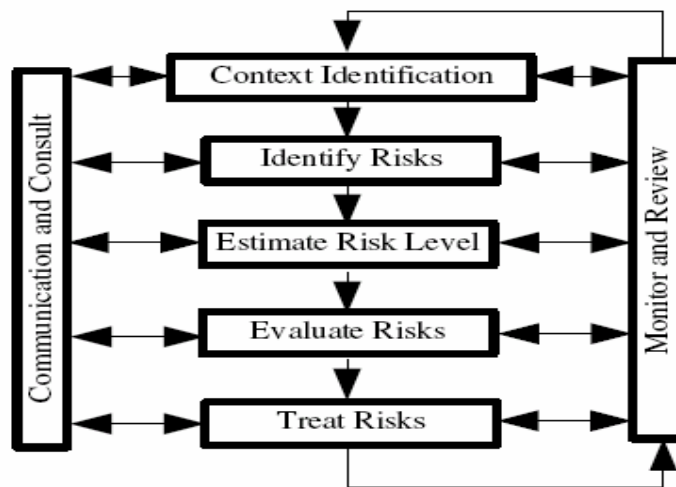 Context Identification
Identify Risks
Estimate Risk Level
Evaluate Risks
Treat Risks
Communication and Consult
Monitor and Review